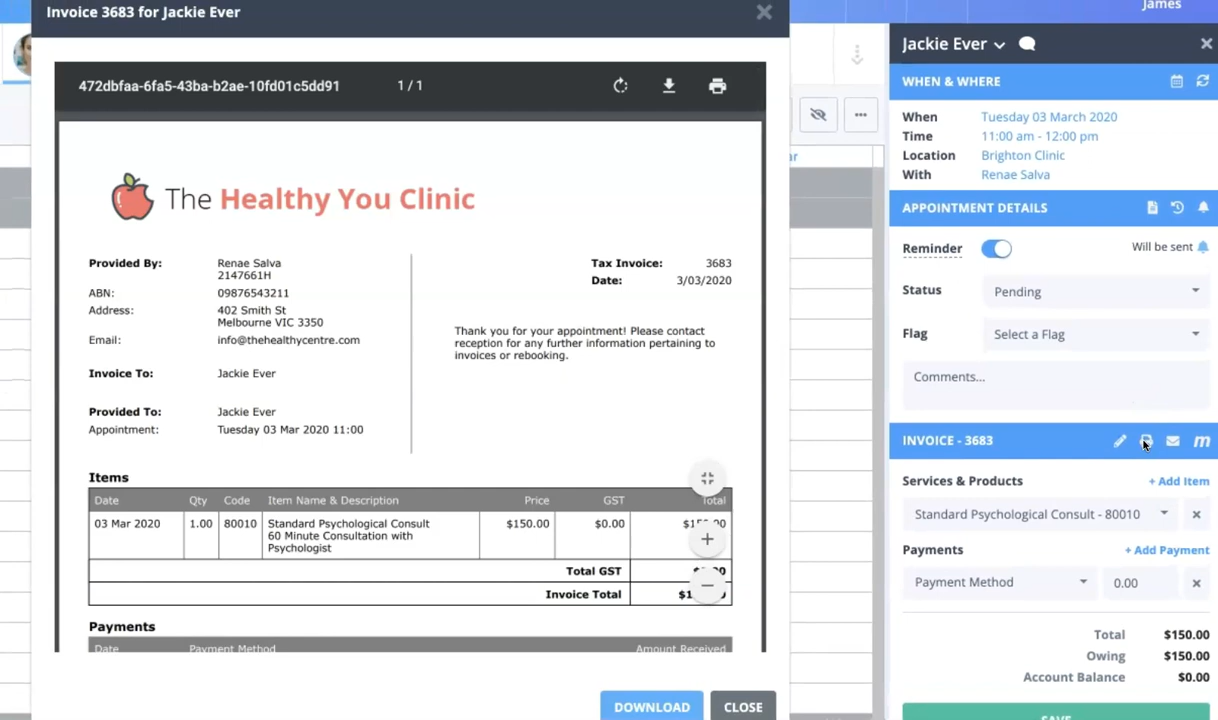 James
Invoice 3683 for Jackie Ever
472dbfaa-6fa5-43ba-b2ae-10fd01c5dd91 1 / 1
The Healthy You Clinic
Provided By: Renae Salva
2147661H
ABN: 09876543211
Address: 402 Smith St
Melbourne VIC 3350
Email: info@thehealthycentre.com
Invoice To: Jackie Ever
Provided To: Jackie Ever
Appointment: Tuesday 03 Mar 2020 11:00
Tax Invoice: 3683
Date: 3/03/2020
Thank you for your appointment! Please contact
reception for any further information pertaining to
invoices or rebooking.
Items
Date Qty Code Item Name & Description Price GST Total
03 Mar 2020 1.00 80010 Standard Psychological Consult $150.00 $0.00
60 Minute Consultation with
Psychologist
Total GST
Invoice Total
Payments
Date Payment Method Amount Received
DOWNLOAD CLOSE
Jackie Ever
WHEN & WHERE
When Tuesday 03 March 2020
Time 11:00 am - 12:00 pm
Location Brighton Clinic
With Renae Salva
APPOINTMENT DETAILS
Reminder Will be sent
Status Pending
Flag Select a Flag
Comments...
INVOICE - 3683 m
Services & Products + Add Item
Standard Psychological Consult - 80010
Payments + Add Payment
Payment Method 0.00
Total $150.00
Owing $150.00
Account Balance $0.00
SAVE